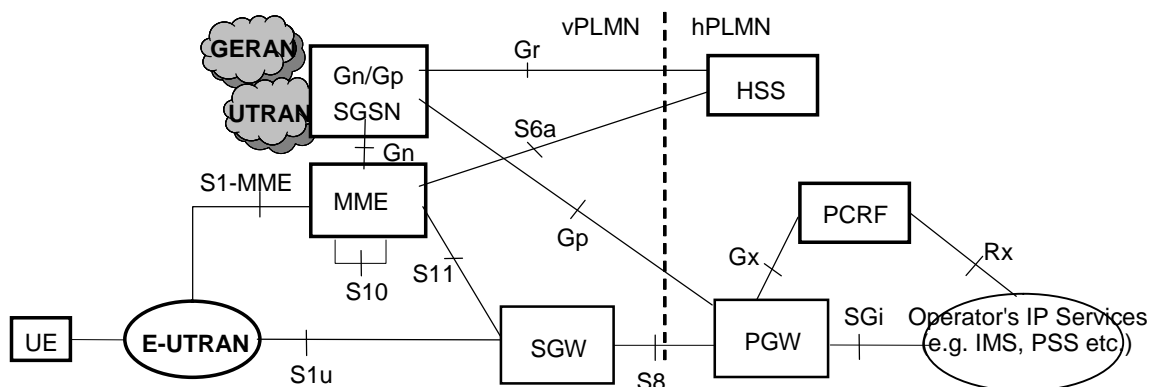 vPLMN
hPLMN
GERAN
Gr
Gn/Gp
SGSN
HSS
UTRAN
S6a
Gn
S1-MME
MME
PCRF
Gp
Gx
Rx
S11
S10
SGi
Operator's IP Services
(e.g. IMS, PSS etc.)
UE
E-UTRAN
SGW
PGW
S1u
S8